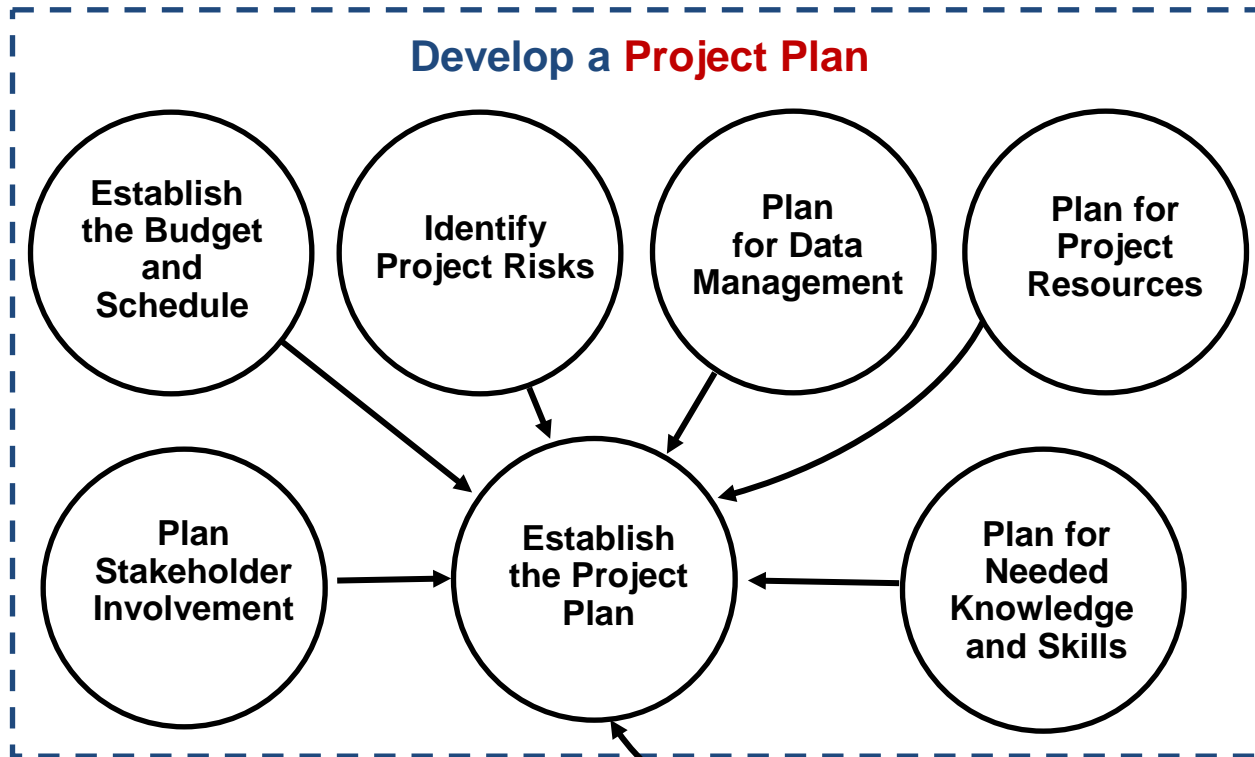 Develop a Project Plan
Establish
the Budget
and
Schedule
Identify
Project Risks
Plan
for Data
Management
Plan for
Project
Resources
Plan
Stakeholder
Involvement
Establish
the Project
Plan
Plan for
Needed
Knowledge
and Skills